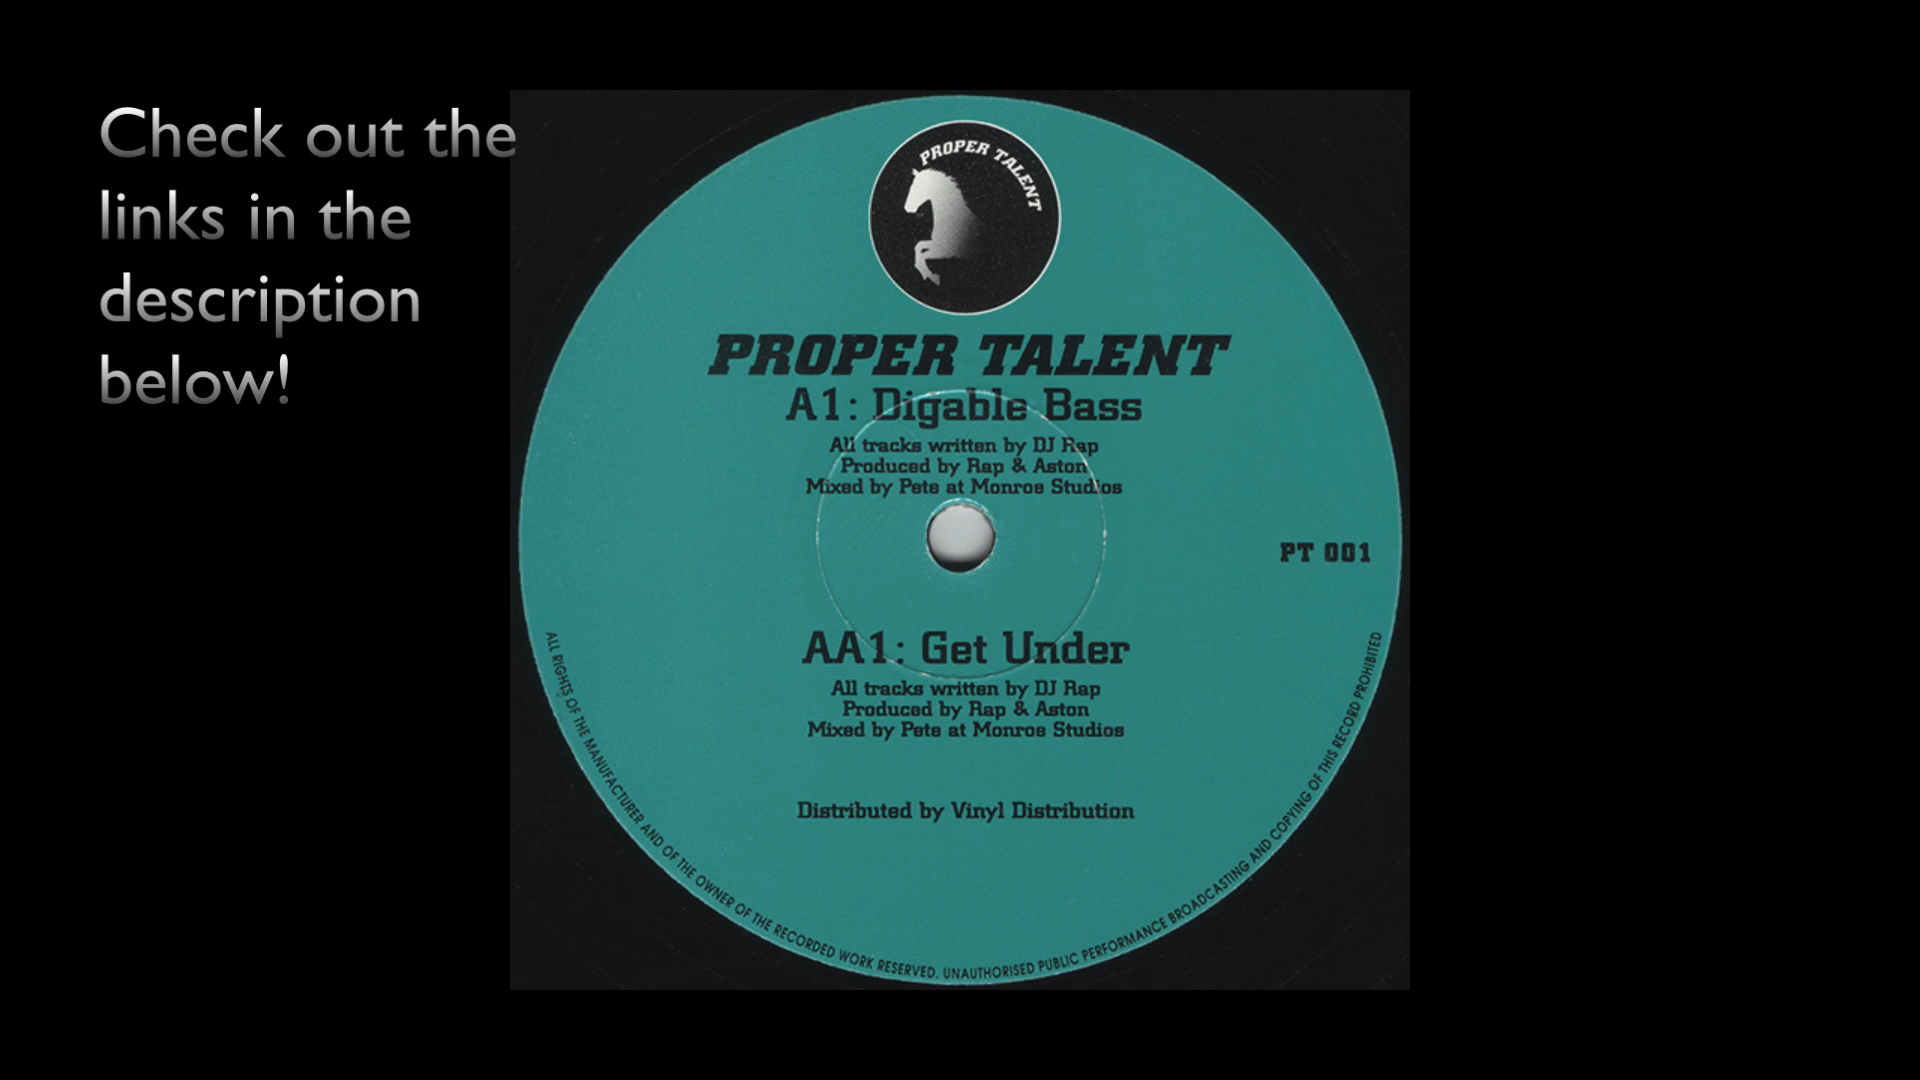 Check out the
links in the
description
below!
PROPER TALENT
PROPER TALENT
A1: Digable Bass
All tracks written by DJ Rap
Produced by Rap & Aston
Mixed by Pete at Monroe Studios
PT 001
AA1: Get Under
All tracks written by DJ Rap
Produced by Rap & Aston
Mixed by Pete at Monroe Studios
Distributed by Vinyl Distribution
ALL RIGHTS OF THE MANUFACTURER AND OF THE OWNER OF THE RECORDED WORK RESERVED. UNAUTHORISED PUBLIC PERFORMANCE BROADCASTING AND COPYING OF THIS RECORD PROHIBITED